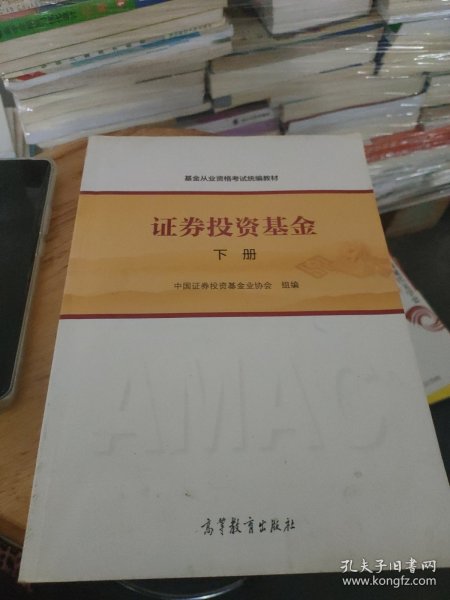 基金从业资格考试统编教材
证券投资基金
下册
中国证券投资基金业协会 组编
高等教育出版社
孔夫子旧书网
www.kongfz.com